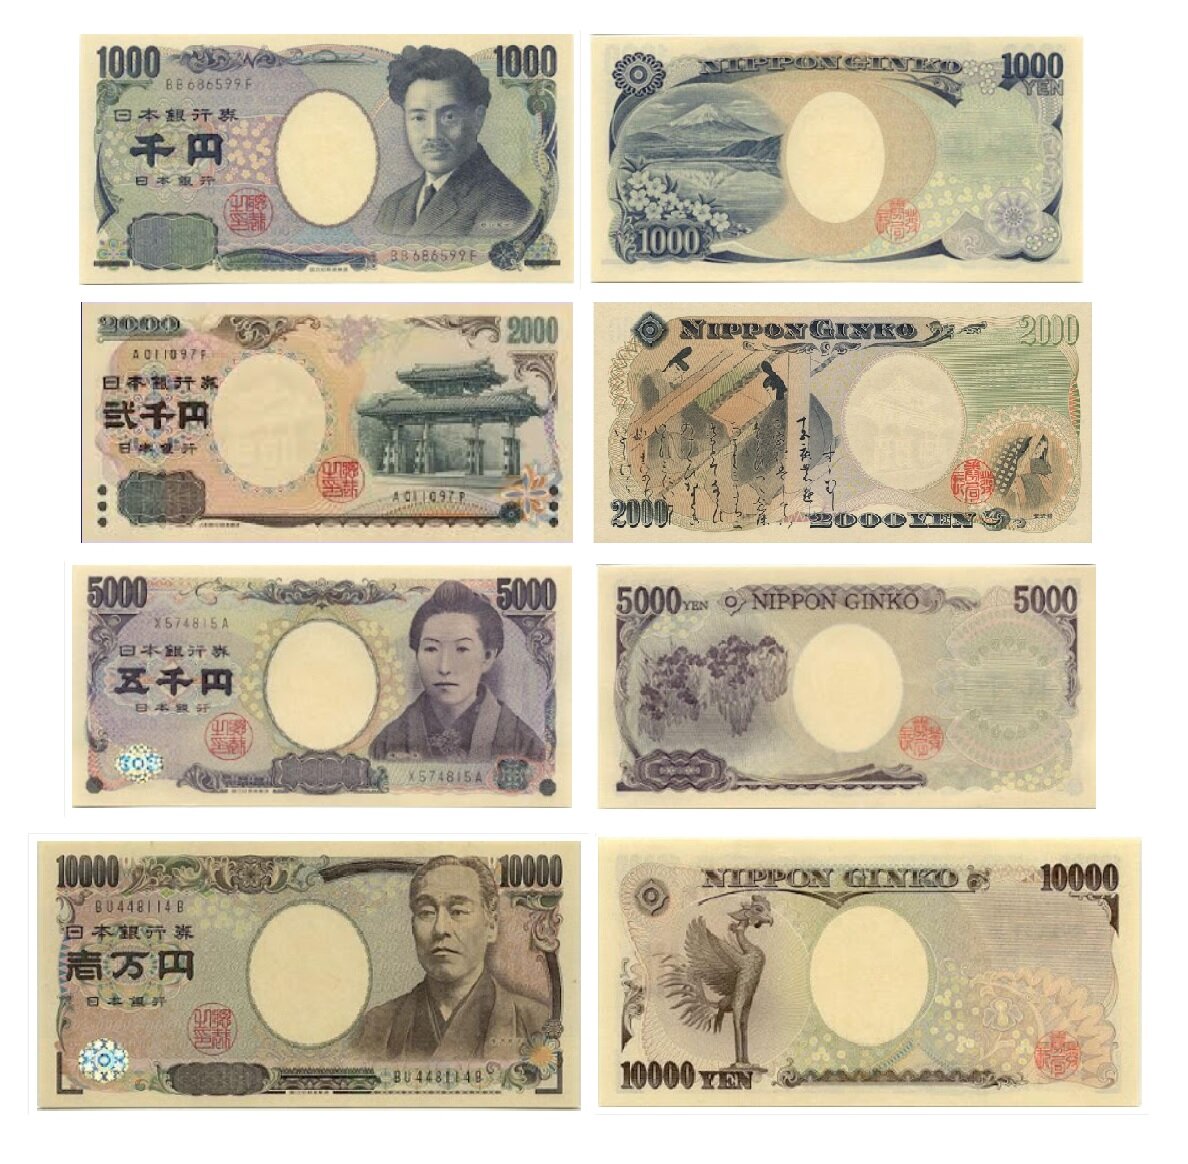 1000 1000
BB686599F
日本銀行券
千円
日本銀行
BB686599F
NIPPON GINKO 1000
YEN
1000
2000 2000
A011097P
日本銀行券
弐千円
日本銀行
A011097P
NIPPON GINKO 2000
2000 2000 YEN
5000 5000
X574815A
日本銀行券
五千円
日本銀行
X574815A
5000 YEN NIPPON GINKO 5000
10000 10000
BU448114B
日本銀行券
壱万円
日本銀行
BU448114B
NIPPON GINKO 10000
10000 YEN